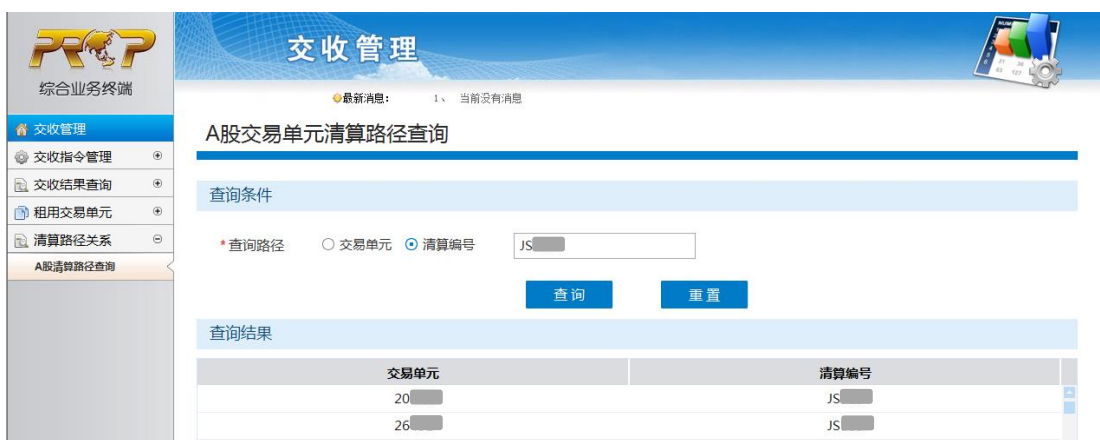 PROP
综合业务终端
交收管理
最新消息： 1、 当前没有消息
交收管理
交收指令管理
交收结果查询
租用交易单元
清算路径关系
A股清算路径查询
A股交易单元清算路径查询
查询条件
*查询路径 交易单元 清算编号 JS
查询 重置
查询结果
交易单元 清算编号
20 JS
26 JS